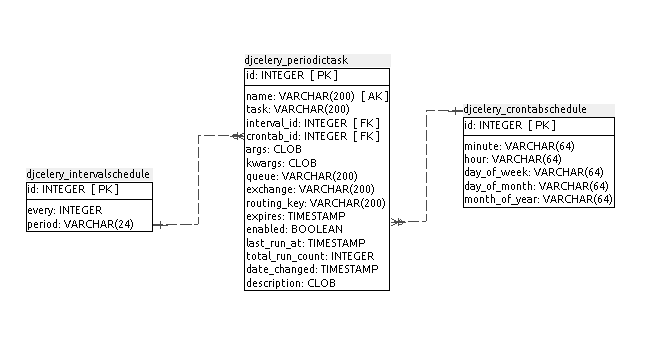 djcelery_periodictask
id: INTEGER [ PK ]
name: VARCHAR(200) [ AK ]
task: VARCHAR(200)
interval_id: INTEGER [ FK ]
crontab_id: INTEGER [ FK ]
args: CLOB
kwargs: CLOB
queue: VARCHAR(200)
exchange: VARCHAR(200)
routing_key: VARCHAR(200)
expires: TIMESTAMP
enabled: BOOLEAN
last_run_at: TIMESTAMP
total_run_count: INTEGER
date_changed: TIMESTAMP
description: CLOB
djcelery_crontabschedule
id: INTEGER [ PK ]
minute: VARCHAR(64)
hour: VARCHAR(64)
day_of_week: VARCHAR(64)
day_of_month: VARCHAR(64)
month_of_year: VARCHAR(64)
djcelery_intervalschedule
id: INTEGER [ PK ]
every: INTEGER
period: VARCHAR(24)